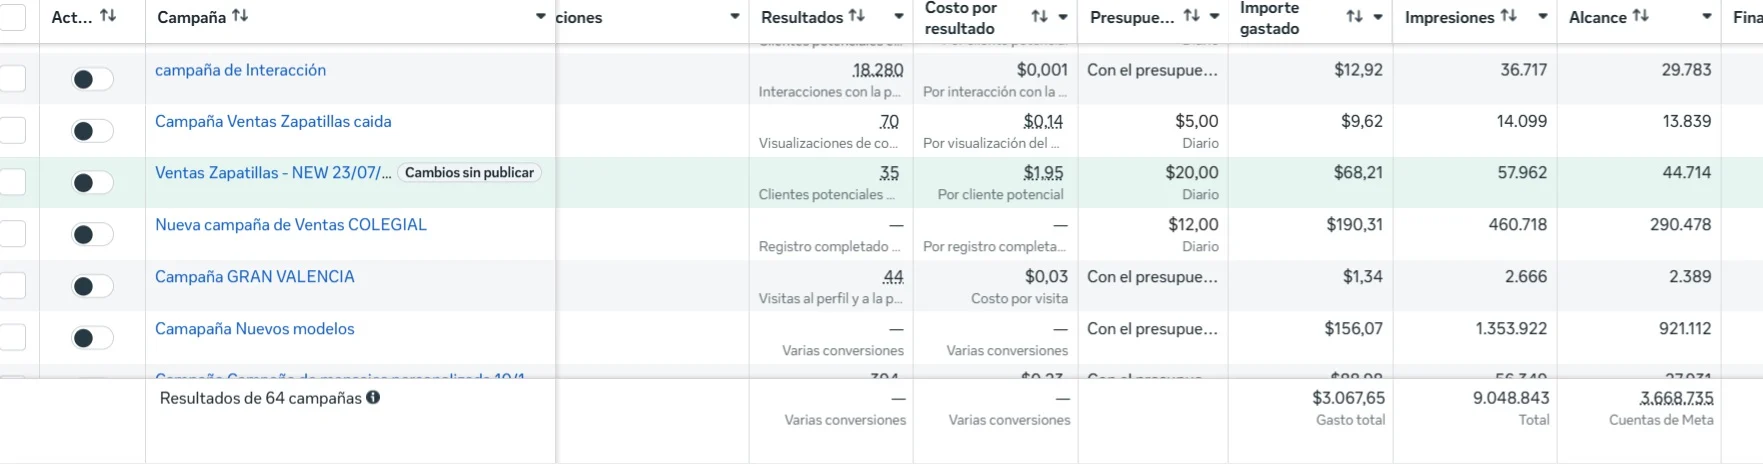 Act... Campaña ciones Resultados Costo por resultado Presupue... Importe gastado Impresiones Alcance Fina
campaña de Interacción 18.280 $0,001 Con el presupue... $12,92 36.717 29.783
Interacciones con la p... Por interacción con la ...
Campaña Ventas Zapatillas caida 70 $0,14 $5,00 $9,62 14.099 13.839
Visualizaciones de co... Por visualización del ... Diario
Ventas Zapatillas - NEW 23/07/... Cambios sin publicar 35 $1,95 $20,00 $68,21 57.962 44.714
Clientes potenciales ... Por cliente potencial Diario
Nueva campaña de Ventas COLEGIAL — — $12,00 $190,31 460.718 290.478
Registro completado ... Por registro completa... Diario
Campaña GRAN VALENCIA 44 $0,03 Con el presupue... $1,34 2.666 2.389
Visitas al perfil y a la p... Costo por visita
Camapaña Nuevos modelos — — Con el presupue... $156,07 1.353.922 921.112
Varias conversiones Varias conversiones
Resultados de 64 campañas — — $3.067,65 9.048.843 3.668.735
Varias conversiones Varias conversiones Gasto total Total Cuentas de Meta